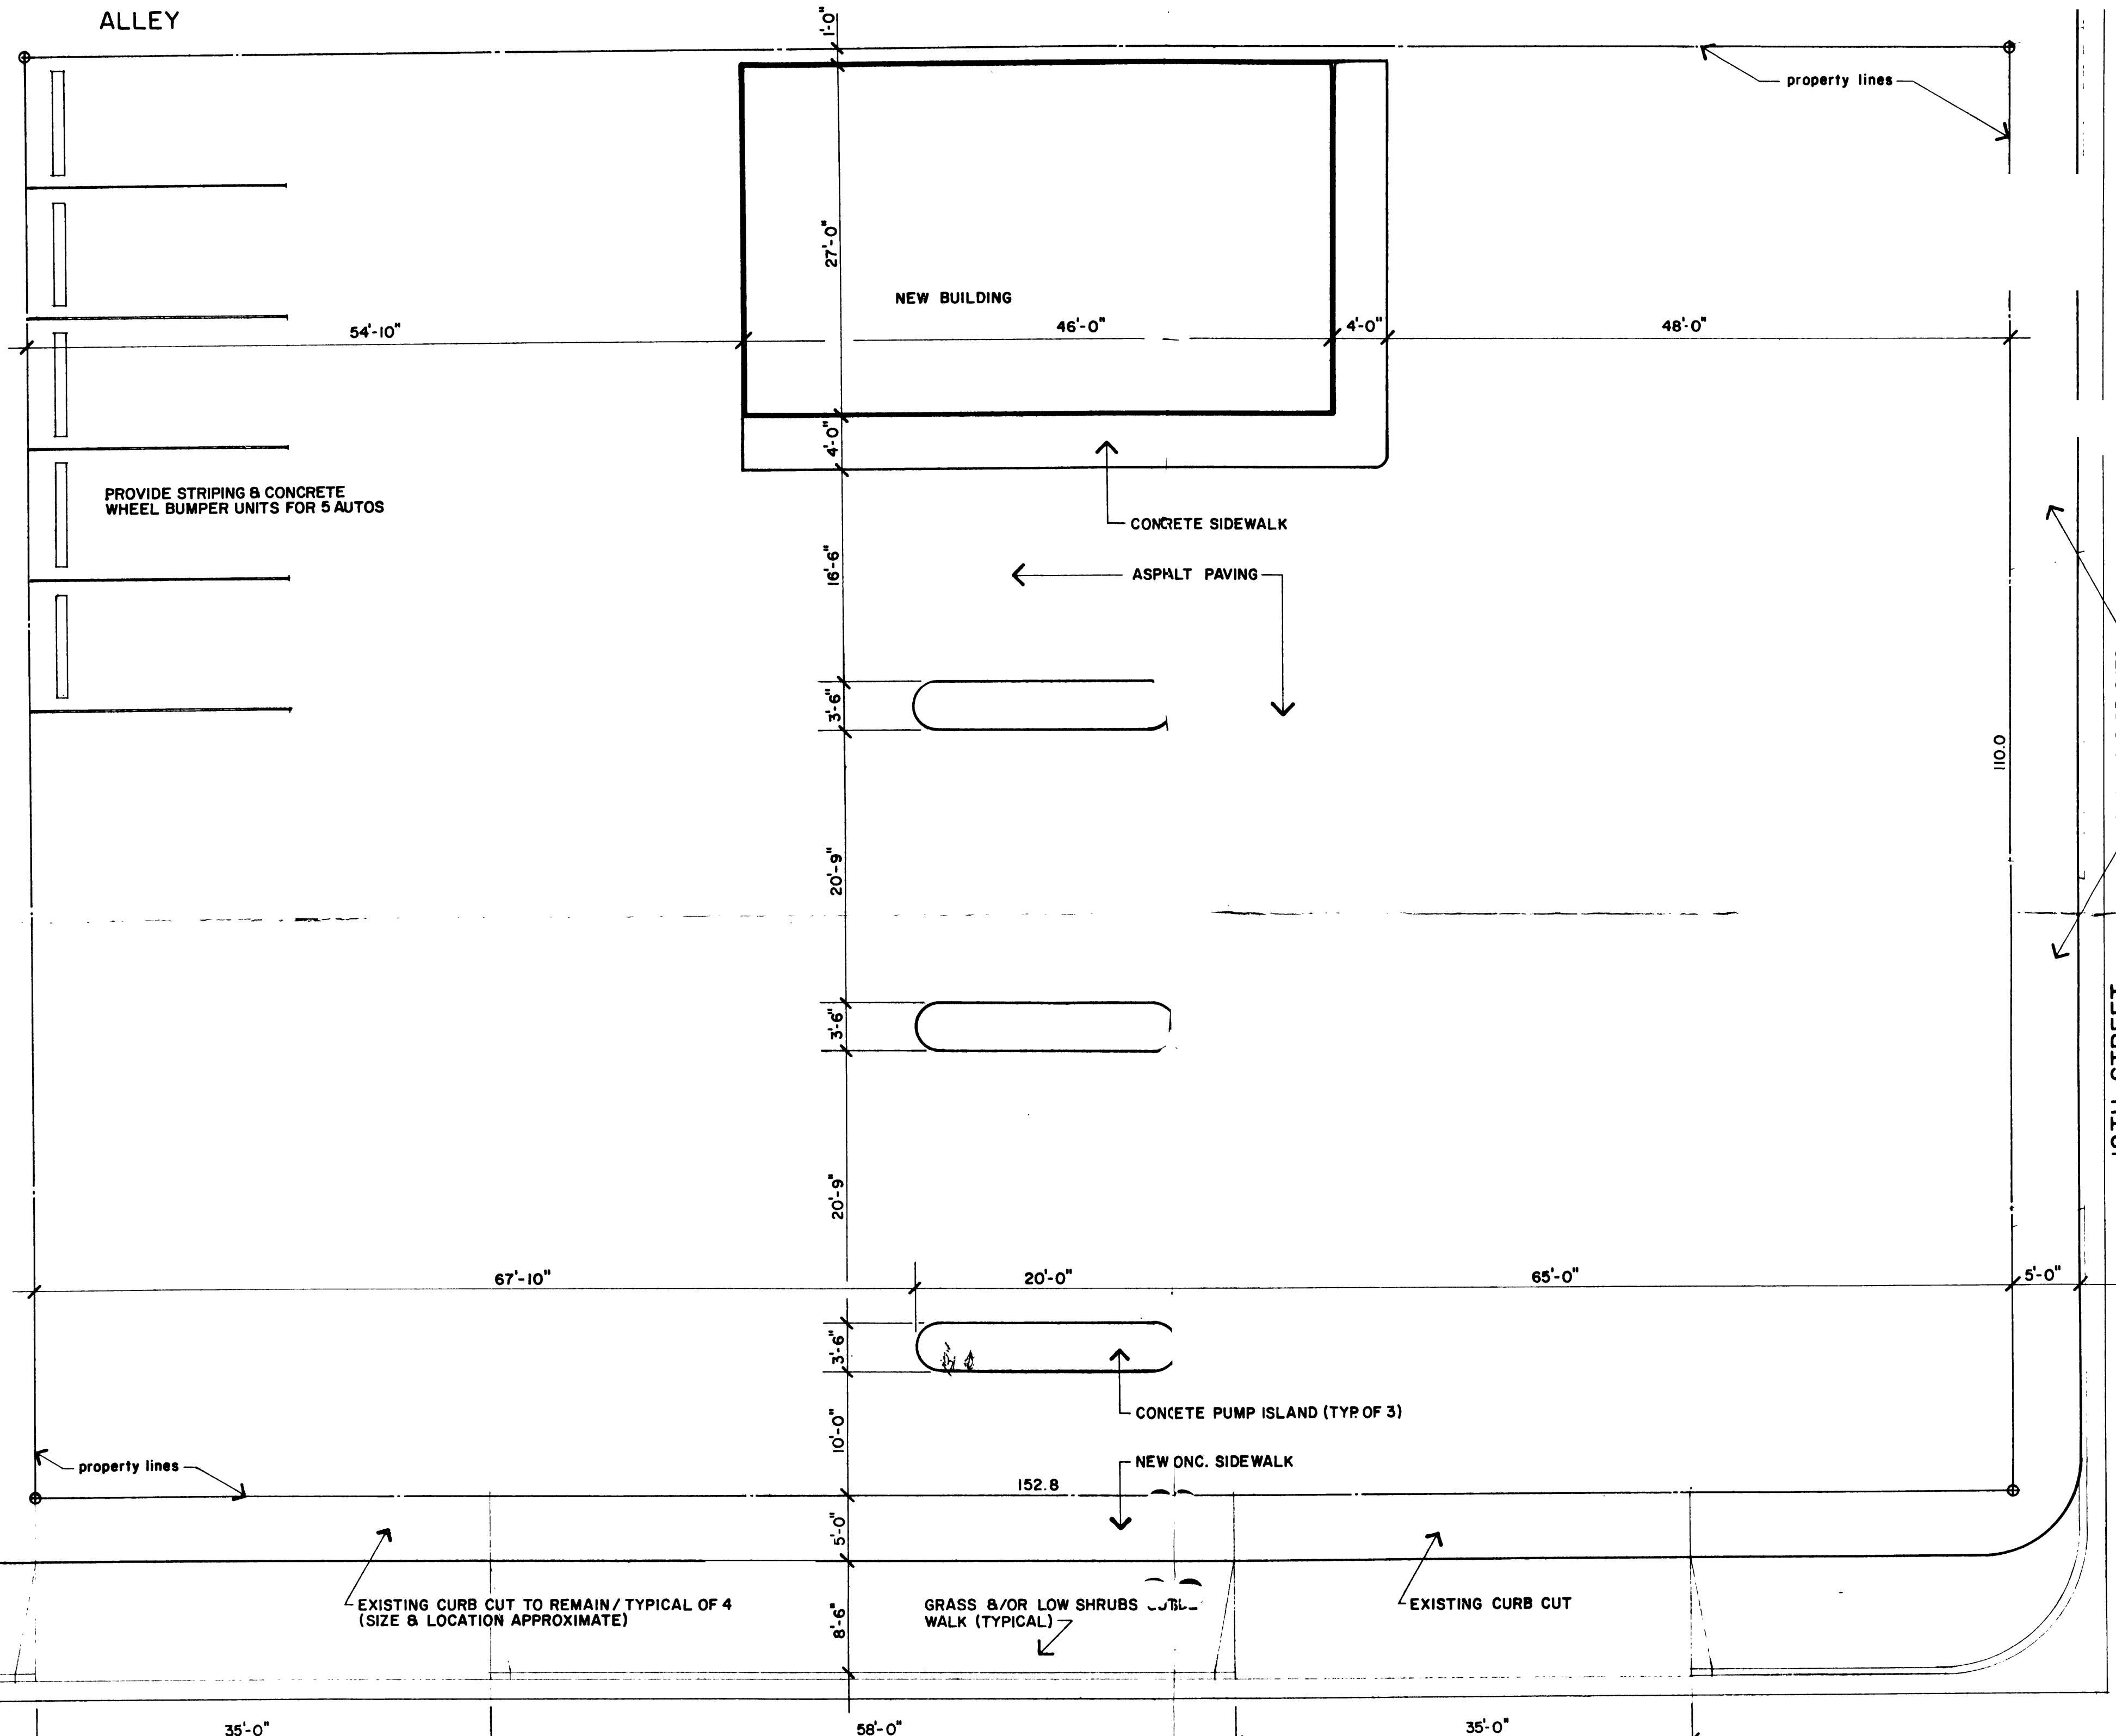 ALLEY
1'-0"
property lines
27'-0"
NEW BUILDING
54'-10"
46'-0"
4'-0"
48'-0"
4'-0"
PROVIDE STRIPING & CONCRETE
WHEEL BUMPER UNITS FOR 5 AUTOS
CONCRETE SIDEWALK
16'-6"
ASPHALT PAVING
3'-6"
110.0
20'-9"
3'-6"
20'-9"
67'-10"
20'-0"
65'-0"
5'-0"
3'-6"
10'-0"
CONCETE PUMP ISLAND (TYP. OF 3)
property lines
NEW ONC. SIDEWALK
152.8
5'-0"
EXISTING CURB CUT TO REMAIN / TYPICAL OF 4
(SIZE & LOCATION APPROXIMATE)
GRASS &/OR LOW SHRUBS
WALK (TYPICAL)
EXISTING CURB CUT
8'-6"
35'-0"
58'-0"
35'-0"